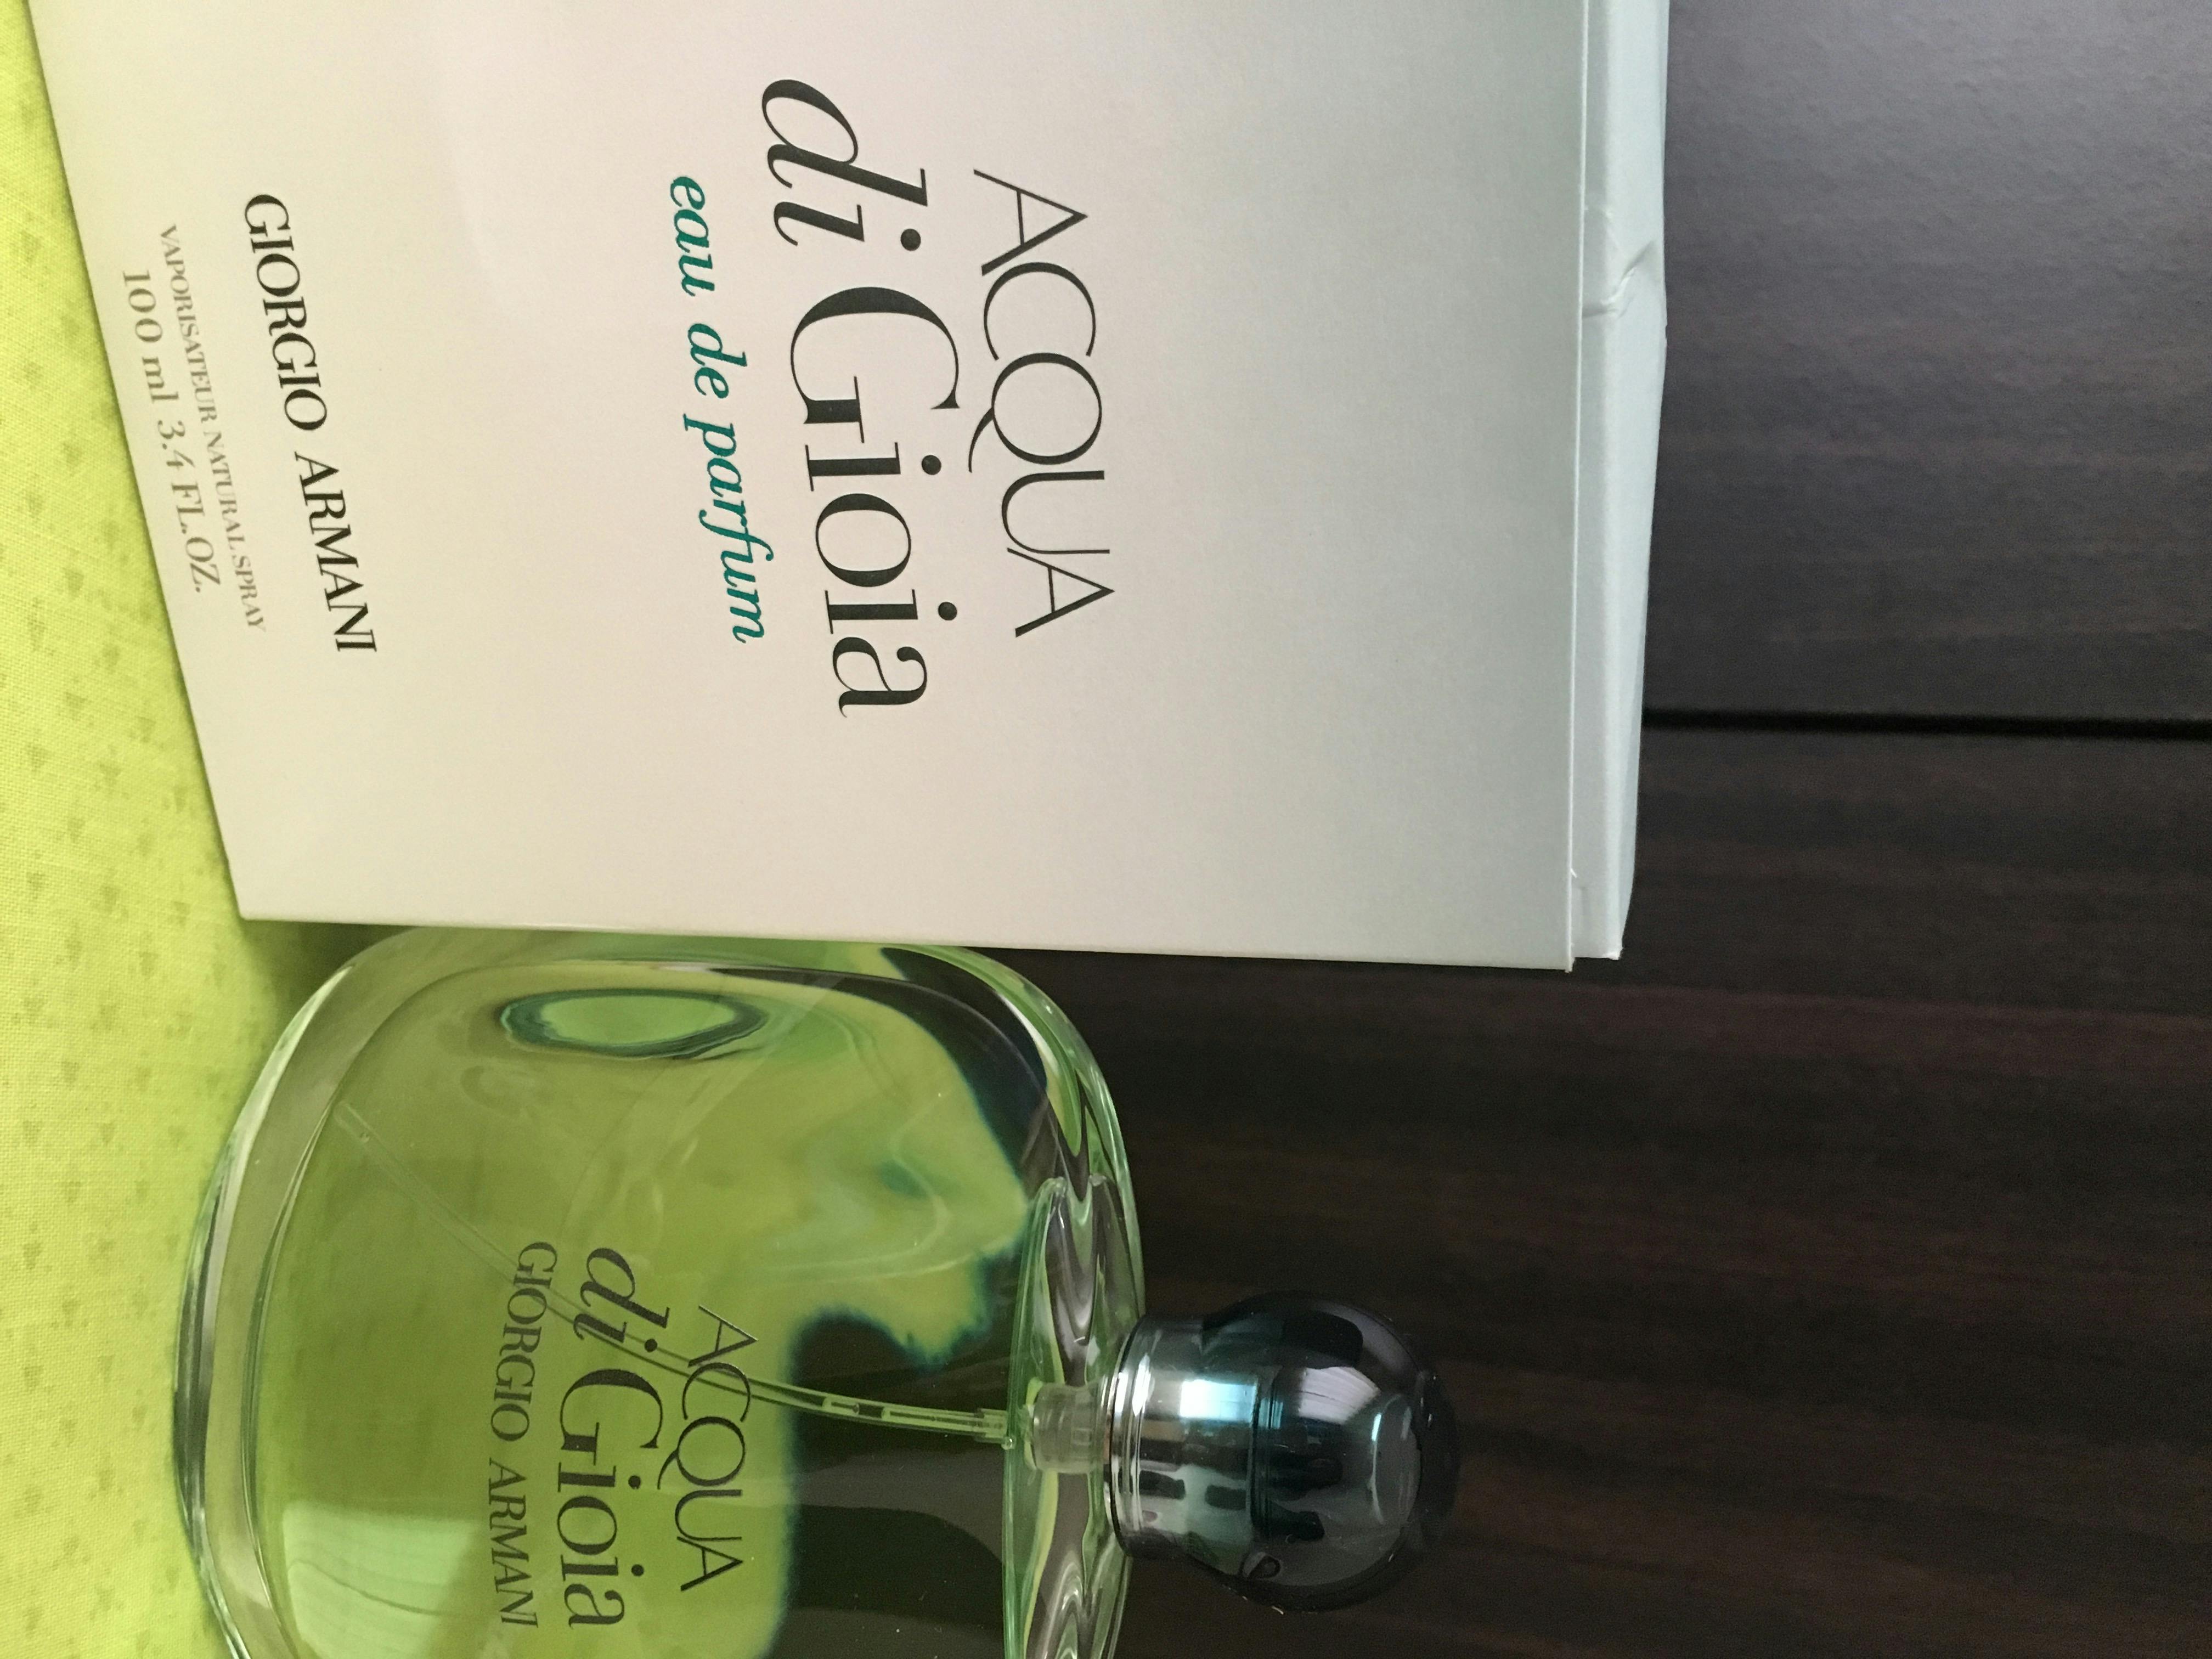 ACQUA
di Gioia
eau de parfum
GIORGIO ARMANI
VAPORISATEUR NATURAL SPRAY
100 ml 3.4 FL.OZ.
ACQUA
di Gioia
GIORGIO ARMANI